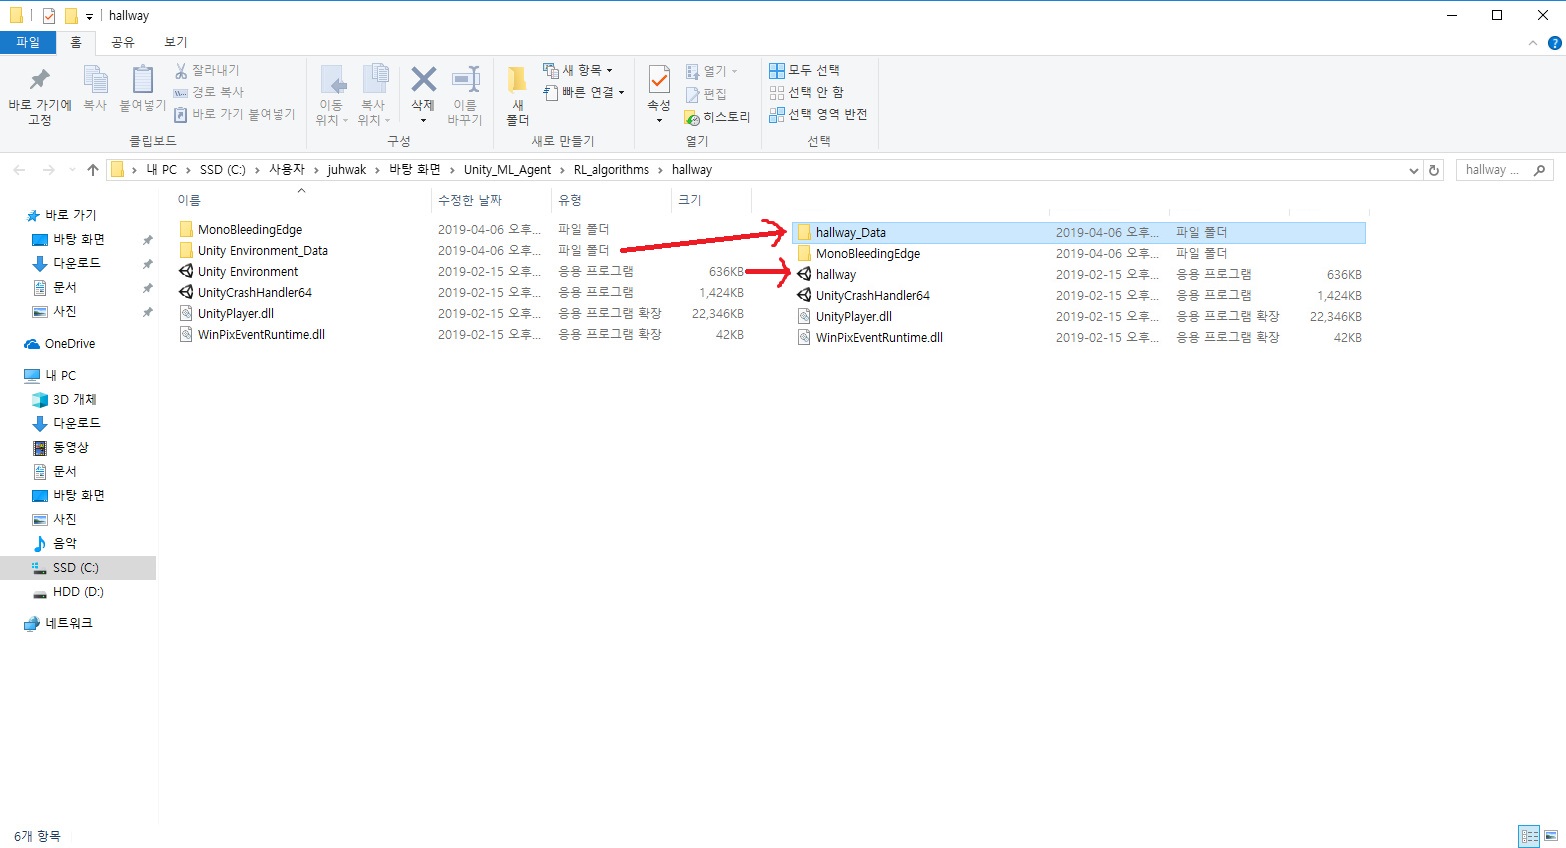 hallway
파일 홈 공유 보기
바로 가기에 고정
복사
붙여넣기
잘라내기
경로 복사
바로 가기 붙여넣기
클립보드
이동 위치
복사 위치
삭제
이름 바꾸기
구성
새 폴더
새 항목
빠른 연결
새로 만들기
속성
열기
편집
히스토리
열기
모두 선택
선택 안 함
선택 영역 반전
선택
내 PC > SSD (C:) > 사용자 > juhwak > 바탕 화면 > Unity_ML_Agent > RL_algorithms > hallway
hallway ...
바로 가기
바탕 화면
다운로드
문서
사진
OneDrive
내 PC
3D 개체
다운로드
동영상
문서
바탕 화면
사진
음악
SSD (C:)
HDD (D:)
네트워크
이름 수정한 날짜 유형 크기
MonoBleedingEdge 2019-04-06 오후... 파일 폴더
Unity Environment_Data 2019-04-06 오후... 파일 폴더
Unity Environment 2019-02-15 오후... 응용 프로그램 636KB
UnityCrashHandler64 2019-02-15 오후... 응용 프로그램 1,424KB
UnityPlayer.dll 2019-02-15 오후... 응용 프로그램 확장 22,346KB
WinPixEventRuntime.dll 2019-02-15 오후... 응용 프로그램 확장 42KB
hallway_Data 2019-04-06 오후... 파일 폴더
MonoBleedingEdge 2019-04-06 오후... 파일 폴더
hallway 2019-02-15 오후... 응용 프로그램 636KB
UnityCrashHandler64 2019-02-15 오후... 응용 프로그램 1,424KB
UnityPlayer.dll 2019-02-15 오후... 응용 프로그램 확장 22,346KB
WinPixEventRuntime.dll 2019-02-15 오후... 응용 프로그램 확장 42KB
6개 항목